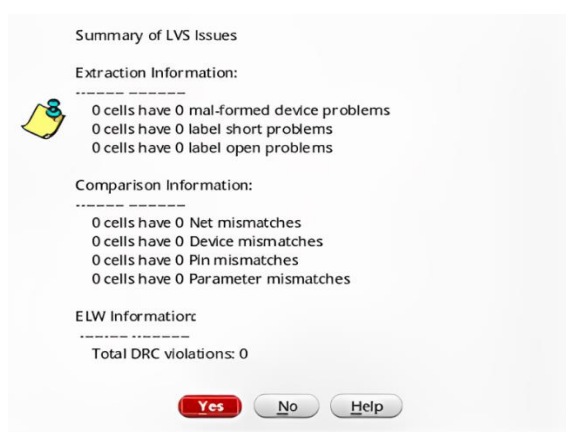 Summary of LVS Issues
Extraction Information:
------ ------
0 cells have 0 mal-formed device problems
0 cells have 0 label short problems
0 cells have 0 label open problems
Comparison Information:
------ ------
0 cells have 0 Net mismatches
0 cells have 0 Device mismatches
0 cells have 0 Pin mismatches
0 cells have 0 Parameter mismatches
ELW Information:
------ ------
Total DRC violations: 0
Yes No Help